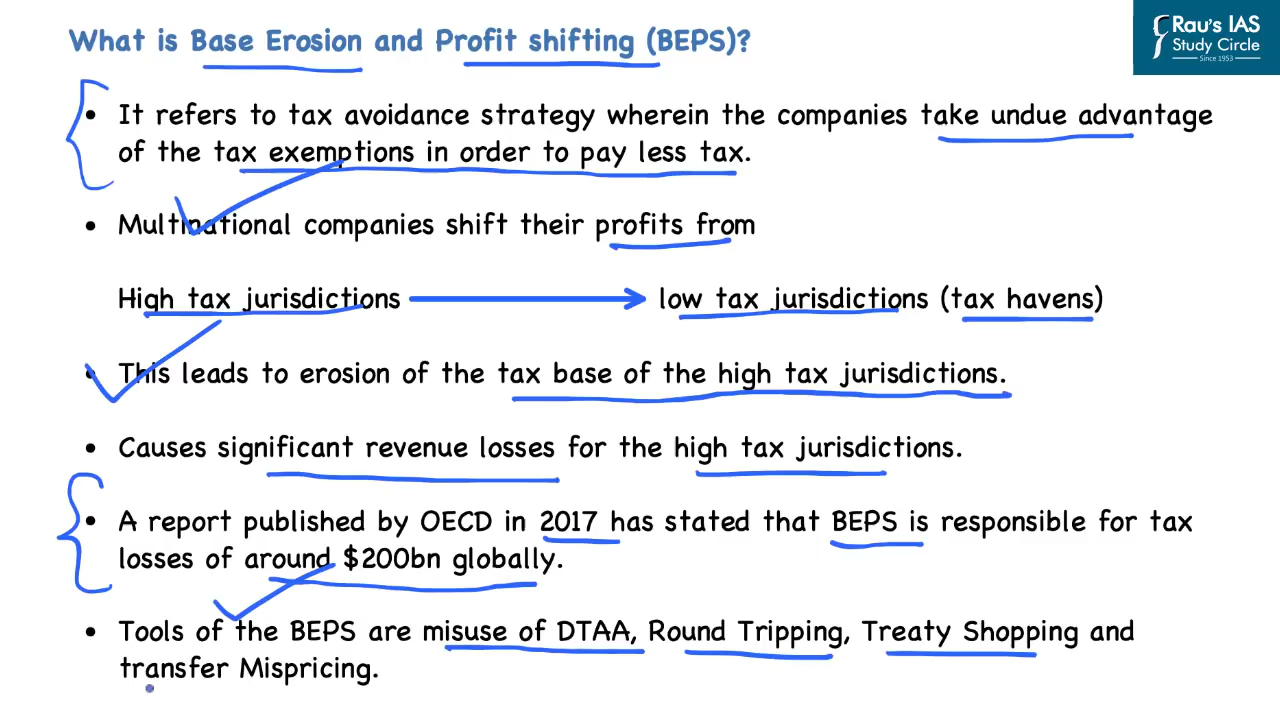 What is Base Erosion and Profit shifting (BEPS)?
Rau's IAS
Study Circle
Since 1953
• It refers to tax avoidance strategy wherein the companies take undue advantage
of the tax exemptions in order to pay less tax.
• Multinational companies shift their profits from
High tax jurisdictions low tax jurisdictions (tax havens)
• This leads to erosion of the tax base of the high tax jurisdictions.
• Causes significant revenue losses for the high tax jurisdictions.
• A report published by OECD in 2017 has stated that BEPS is responsible for tax
losses of around $200bn globally.
• Tools of the BEPS are misuse of DTAA, Round Tripping, Treaty Shopping and
transfer Mispricing.